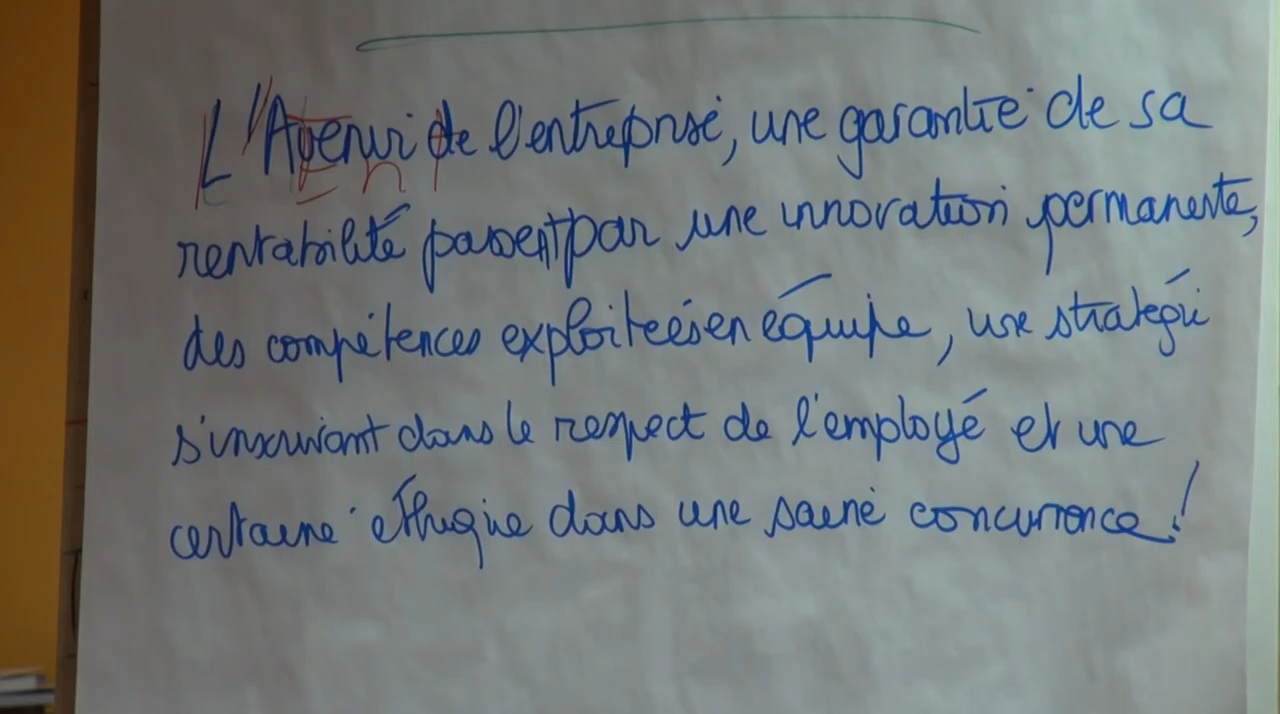 L'Avenir de l'entreprise, une garantie de sa
rentabilité passent par une innovation permanente,
des compétences exploitées en équipe, une stratégie
s'inscrivant dans le respect de l'employé et une
certaine éthique dans une saine concurrence !